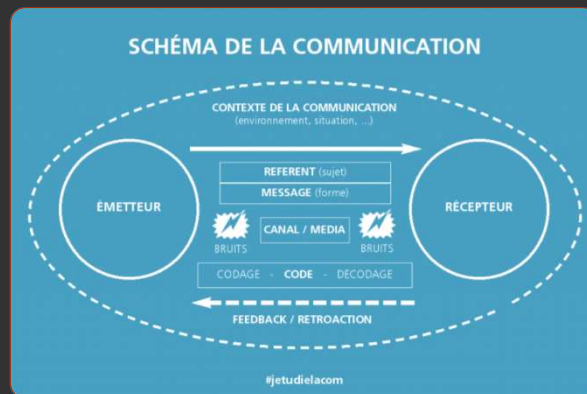 SCHÉMA DE LA COMMUNICATION
CONTEXTE DE LA COMMUNICATION
(environnement, situation, ...)
REFERENT (sujet)
MESSAGE (forme)
ÉMETTEUR
RÉCEPTEUR
CANAL / MEDIA
BRUITS
BRUITS
CODAGE - CODE - DÉCODAGE
FEEDBACK / RETROACTION
#jetudielacom